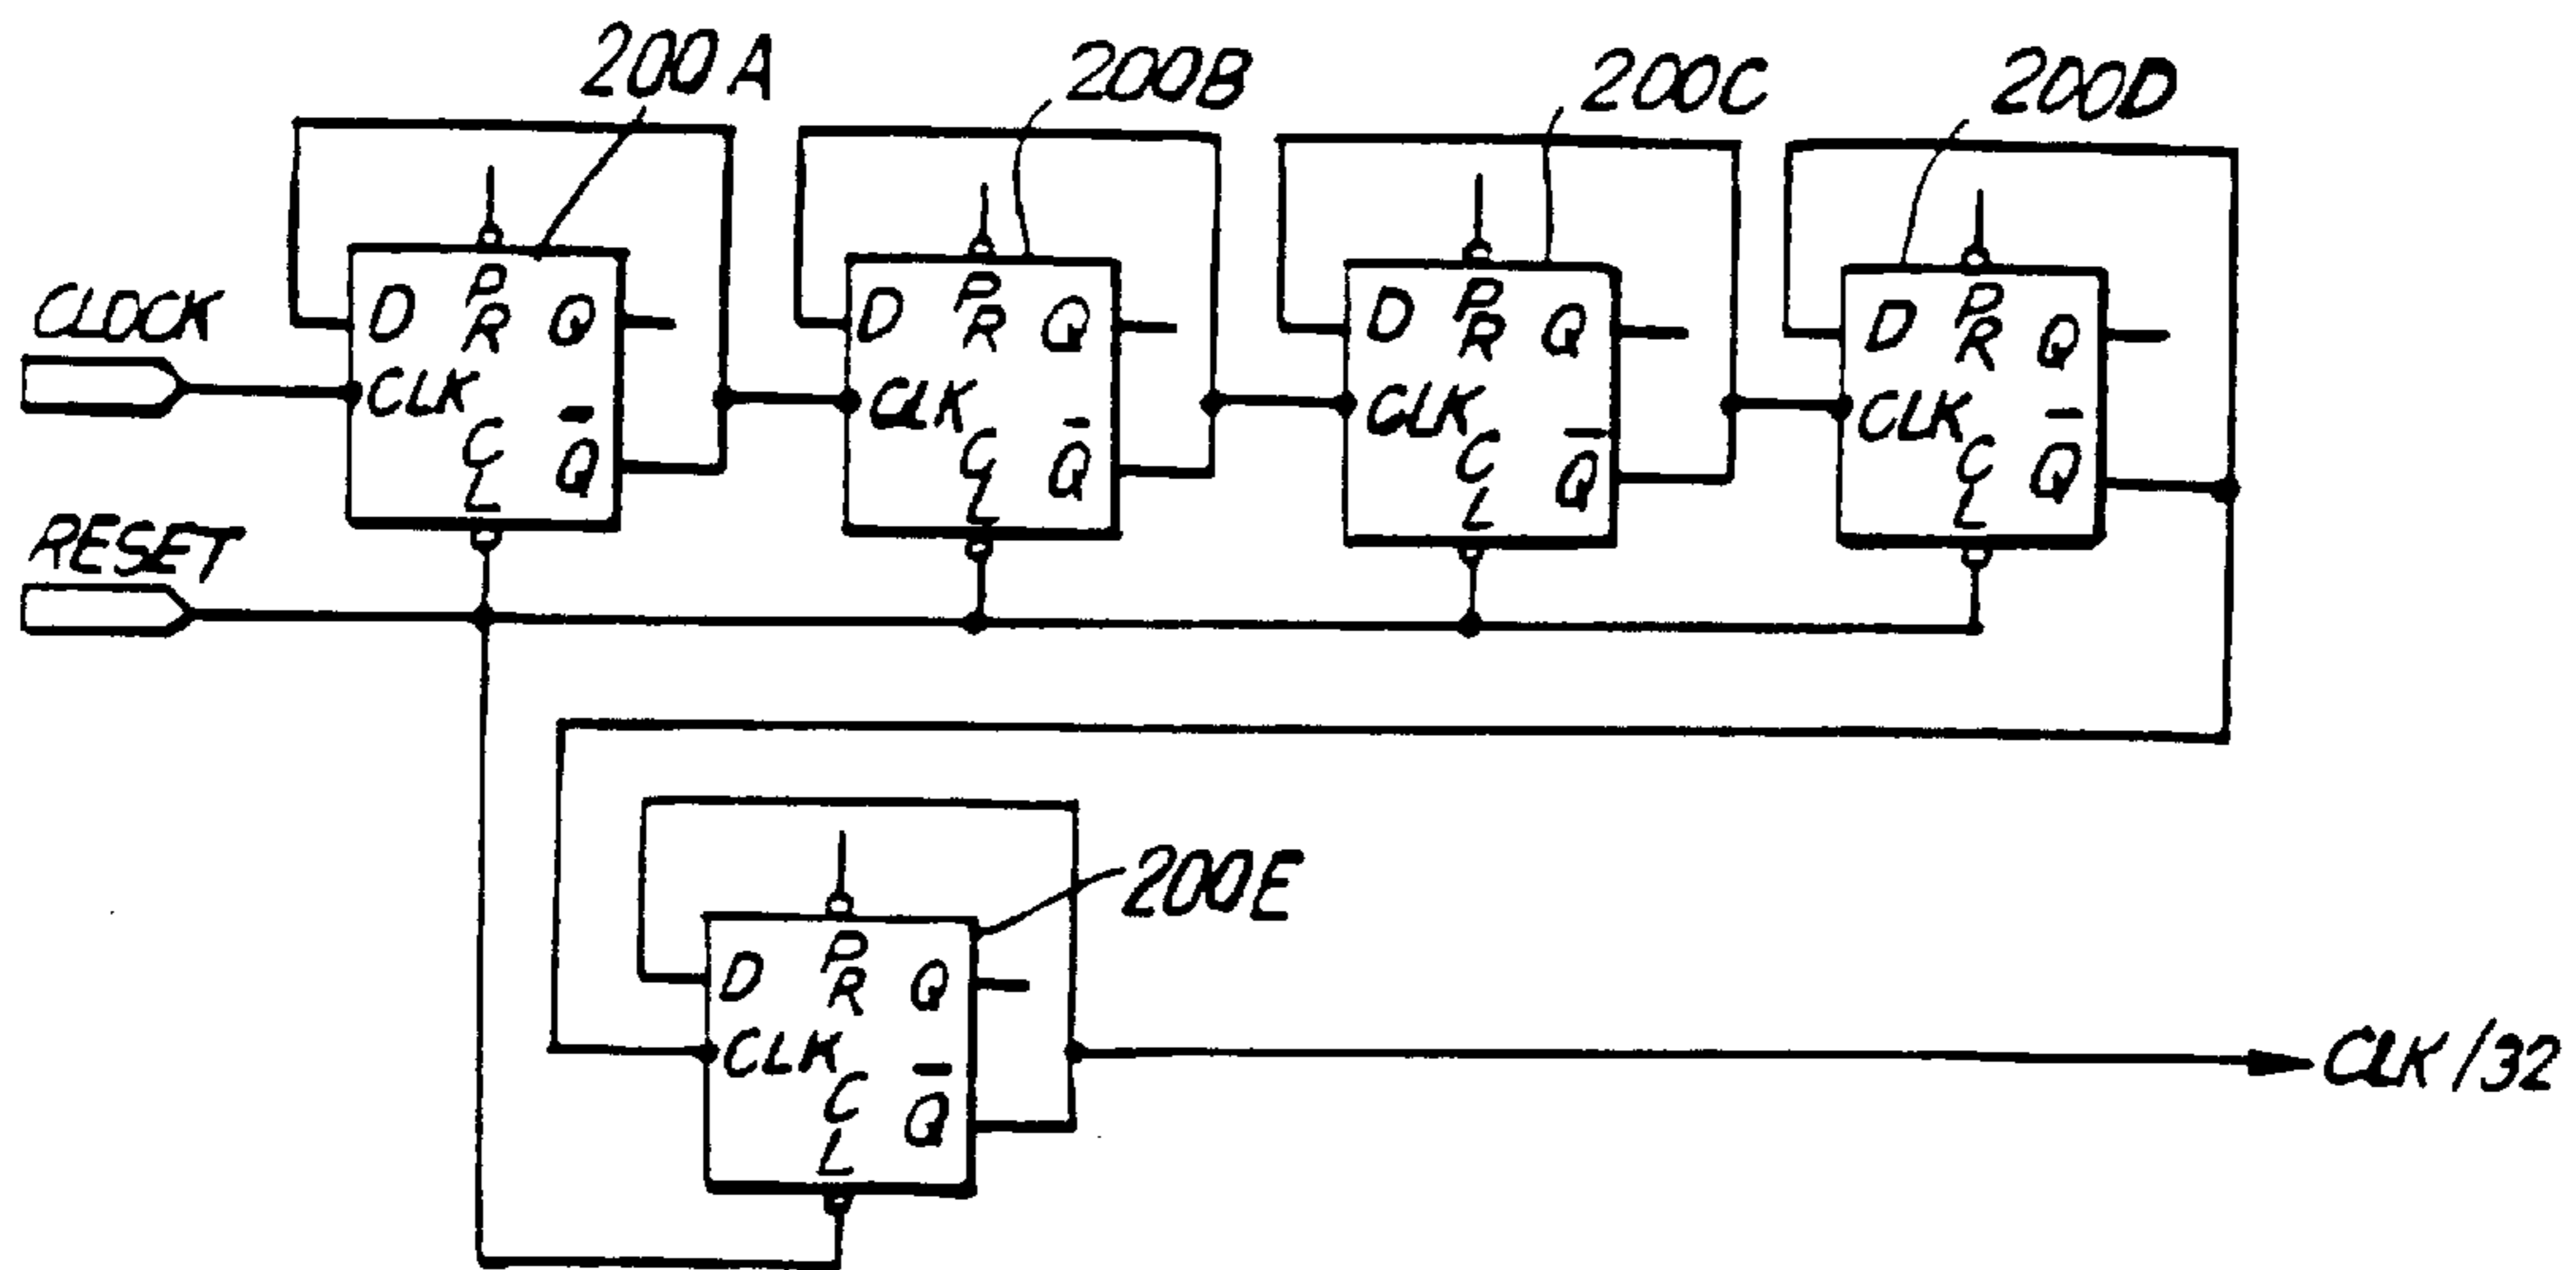 200A 200B 200C 200D
CLOCK
D PR Q
CLK
CL Q̅
D PR Q
CLK
CL Q̅
D PR Q
CLK
CL Q̅
D PR Q
CLK
CL Q̅
RESET
200E
D PR Q
CLK
CL Q̅
CLK/32